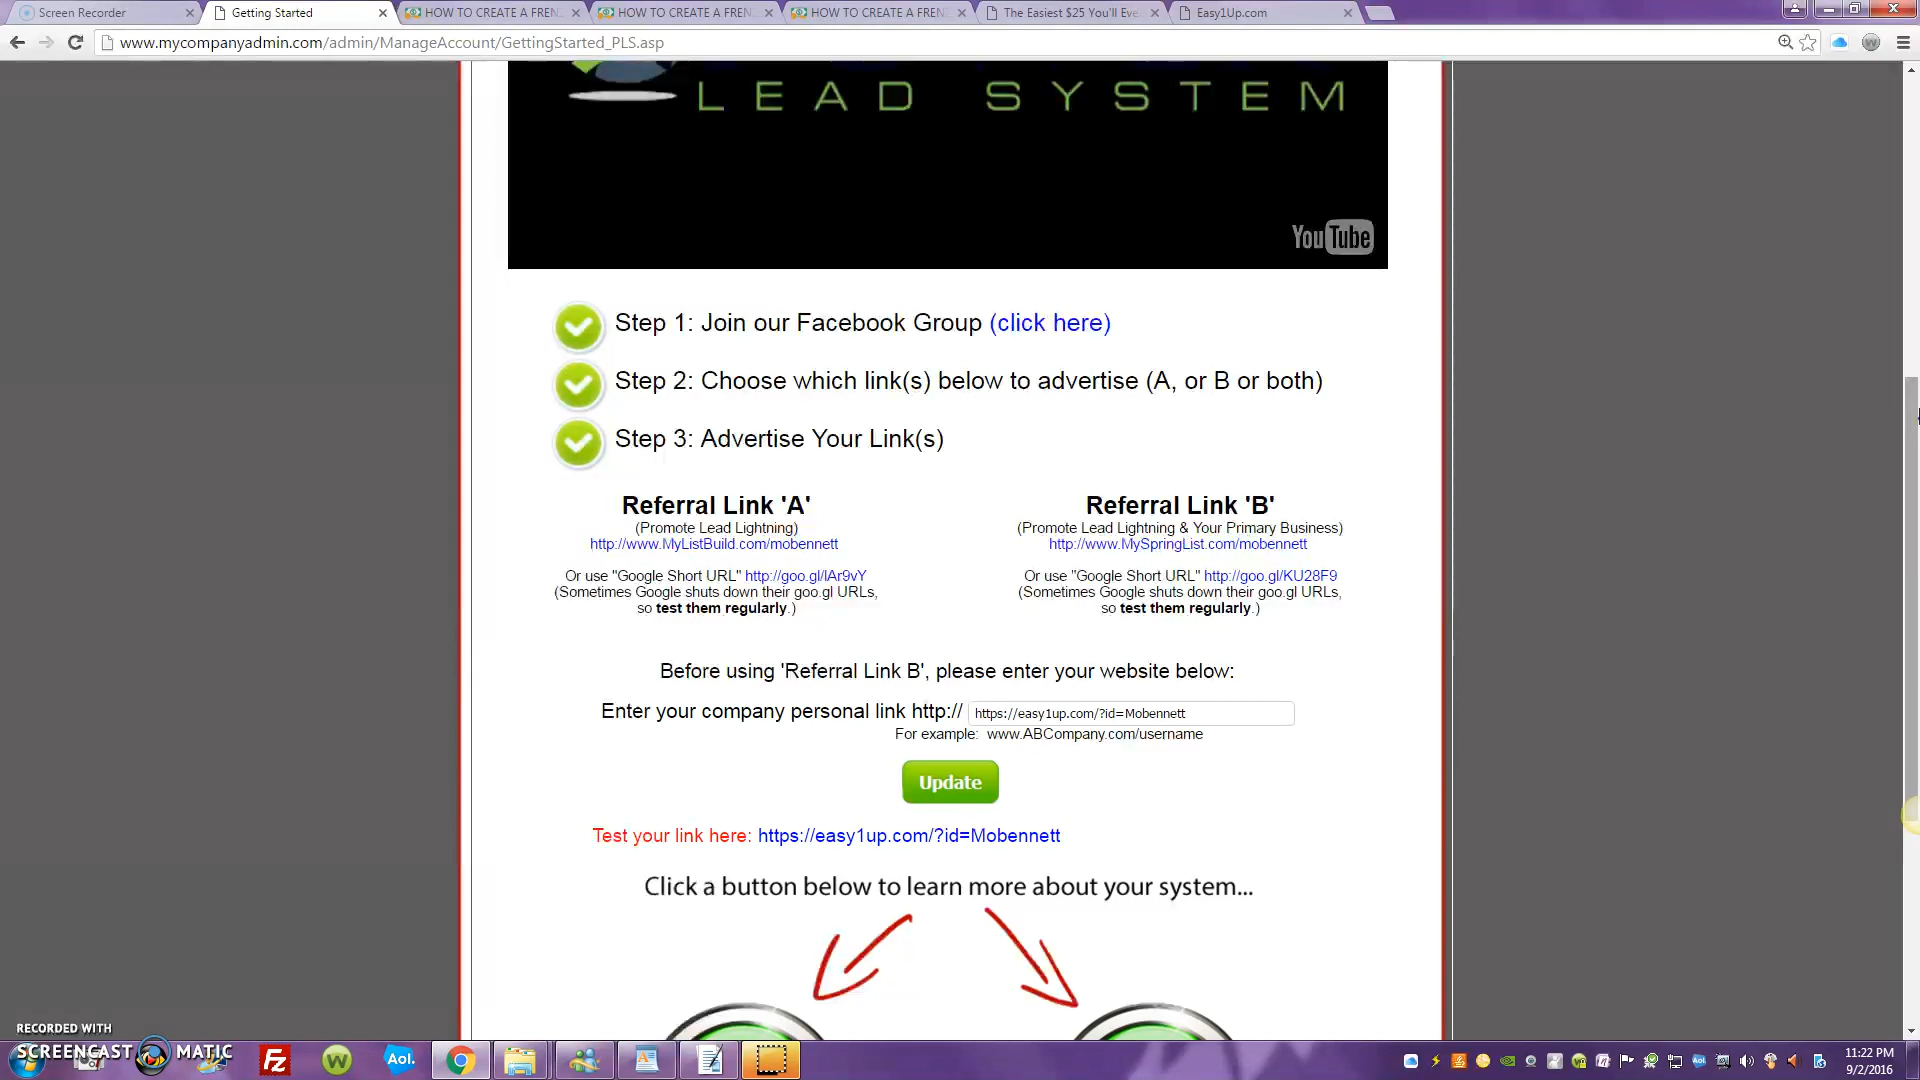 Screen Recorder
Getting Started
HOW TO CREATE A FREN
HOW TO CREATE A FREN
HOW TO CREATE A FREN
The Easiest $25 You'll Eve
Easy1Up.com
www.mycompanyadmin.com/admin/ManageAccount/GettingStarted_PLS.asp
LEAD SYSTEM
YouTube
Step 1: Join our Facebook Group (click here)
Step 2: Choose which link(s) below to advertise (A, or B or both)
Step 3: Advertise Your Link(s)
Referral Link 'A'
(Promote Lead Lightning)
http://www.MyListBuild.com/mobennett
Or use "Google Short URL" http://goo.gl/lAr9vY
(Sometimes Google shuts down their goo.gl URLs,
so test them regularly.)
Referral Link 'B'
(Promote Lead Lightning & Your Primary Business)
http://www.MySpringList.com/mobennett
Or use "Google Short URL" http://goo.gl/KU28F9
(Sometimes Google shuts down their goo.gl URLs,
so test them regularly.)
Before using 'Referral Link B', please enter your website below:
Enter your company personal link http:// https://easy1up.com/?id=Mobennett
For example: www.ABCompany.com/username
Update
Test your link here: https://easy1up.com/?id=Mobennett
Click a button below to learn more about your system...
RECORDED WITH
SCREENCAST MATIC
Fz
W
Aol.
11:22 PM
9/2/2016